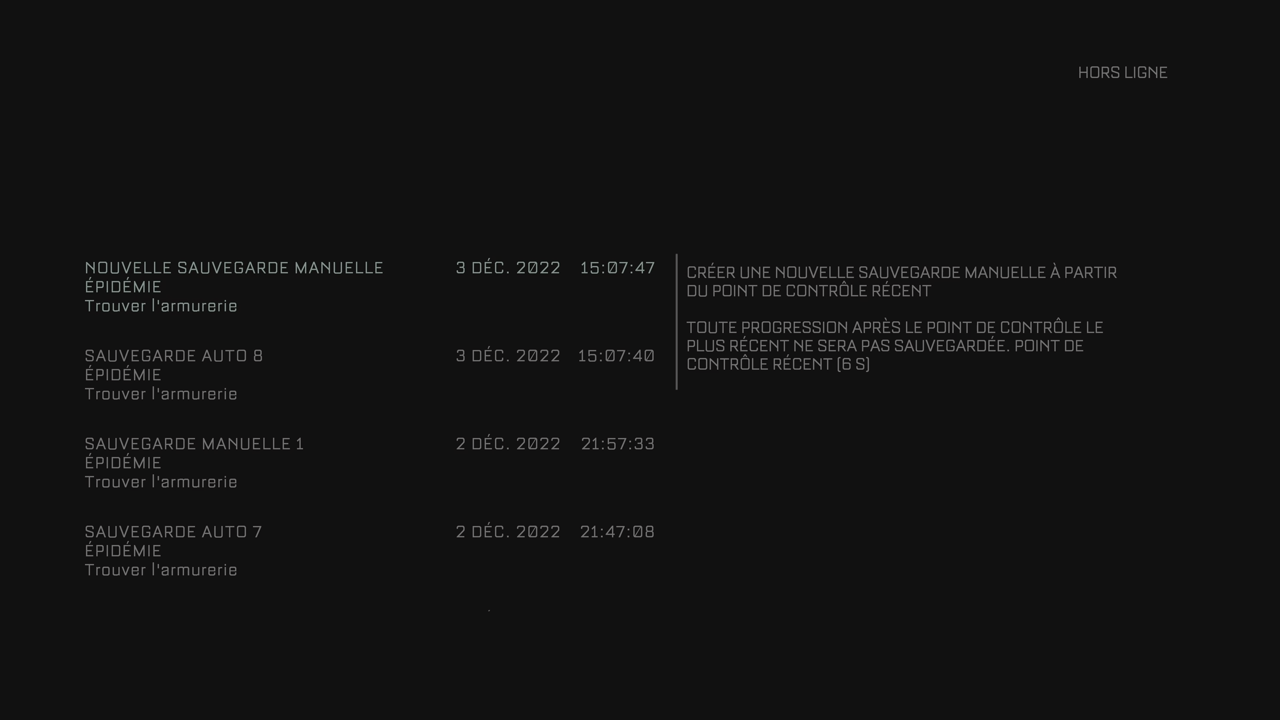 HORS LIGNE
NOUVELLE SAUVEGARDE MANUELLE 3 DÉC. 2022 15:07:47
ÉPIDÉMIE
Trouver l'armurerie
SAUVEGARDE AUTO 8 3 DÉC. 2022 15:07:40
ÉPIDÉMIE
Trouver l'armurerie
SAUVEGARDE MANUELLE 1 2 DÉC. 2022 21:57:33
ÉPIDÉMIE
Trouver l'armurerie
SAUVEGARDE AUTO 7 2 DÉC. 2022 21:47:08
ÉPIDÉMIE
Trouver l'armurerie
CRÉER UNE NOUVELLE SAUVEGARDE MANUELLE À PARTIR
DU POINT DE CONTRÔLE RÉCENT
TOUTE PROGRESSION APRÈS LE POINT DE CONTRÔLE LE
PLUS RÉCENT NE SERA PAS SAUVEGARDÉE. POINT DE
CONTRÔLE RÉCENT (6 S)